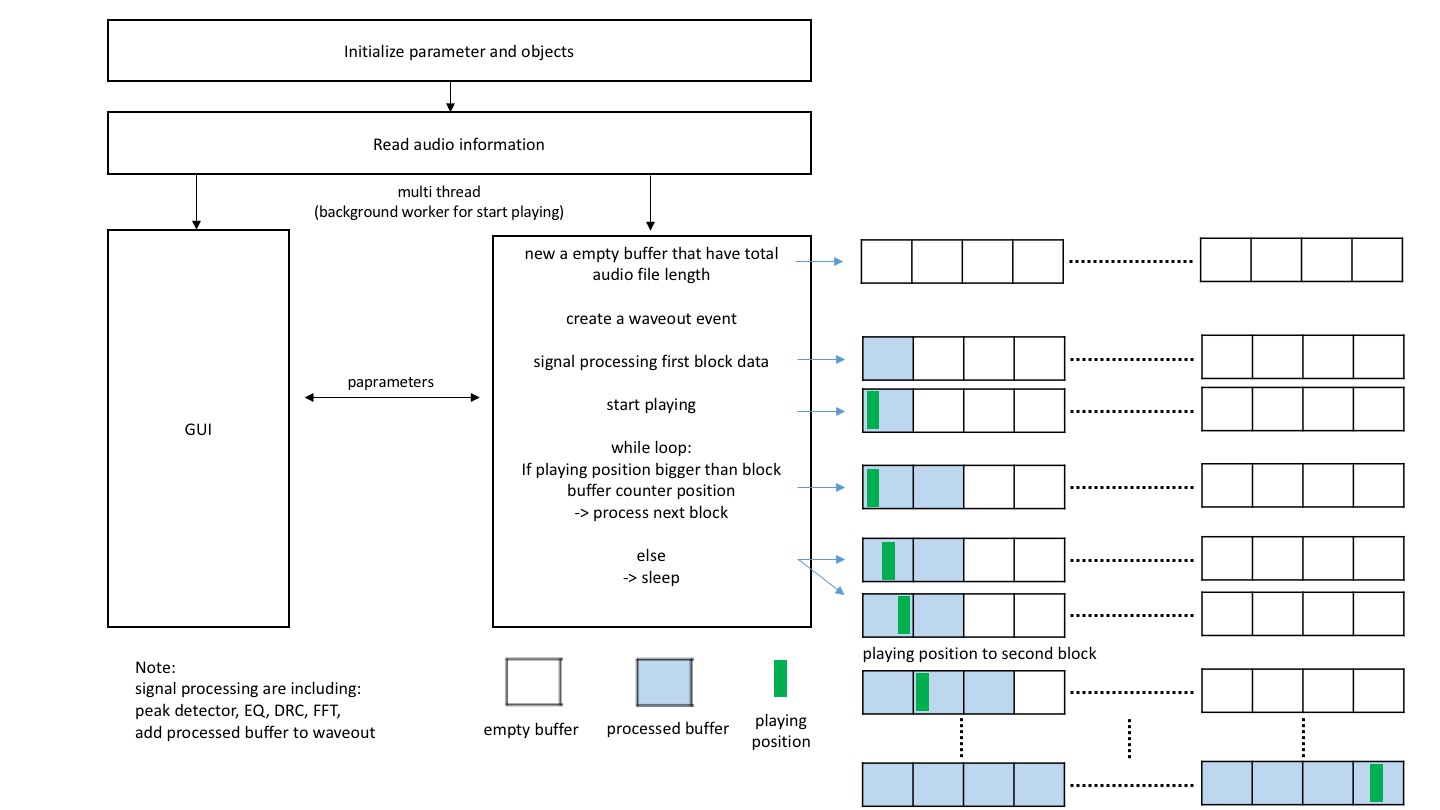 Initialize parameter and objects
Read audio information
multi thread
(background worker for start playing)
new a empty buffer that have total
audio file length
create a waveout event
signal processing first block data
start playing
while loop:
If playing position bigger than block
buffer counter position
-> process next block
else
-> sleep
paprameters
GUI
playing position to second block
Note:
signal processing are including:
peak detector, EQ, DRC, FFT,
add processed buffer to waveout
empty buffer
processed buffer
playing
position